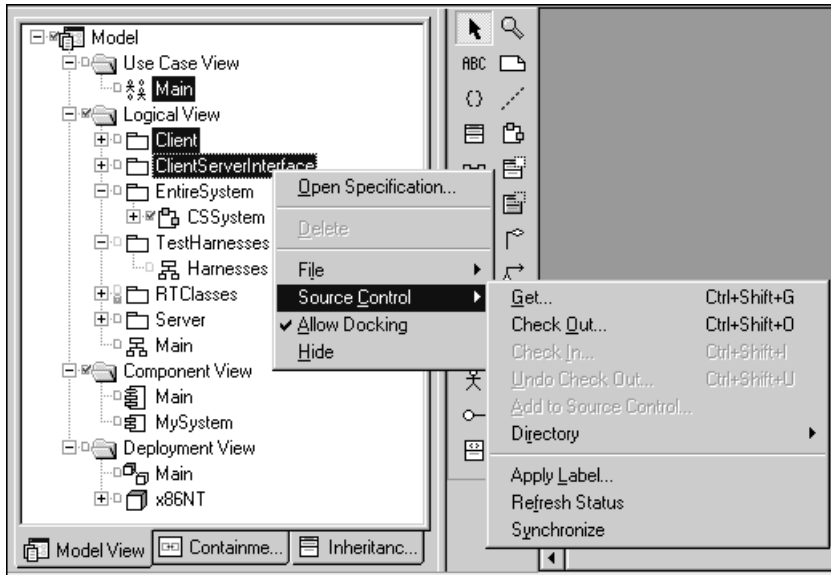 Model
Use Case View
Main
Logical View
Client
ClientServerInterface
EntireSystem
CSSystem
TestHarnesses
Harnesses
RTClasses
Server
Main
Component View
Main
MySystem
Deployment View
Main
x86NT
Model View
Containme...
Inheritanc...
ABC
Open Specification...
Delete
File
Source Control
Allow Docking
Hide
Get... Ctrl+Shift+G
Check Out... Ctrl+Shift+O
Check In... Ctrl+Shift+I
Undo Check Out... Ctrl+Shift+U
Add to Source Control...
Directory
Apply Label...
Refresh Status
Synchronize